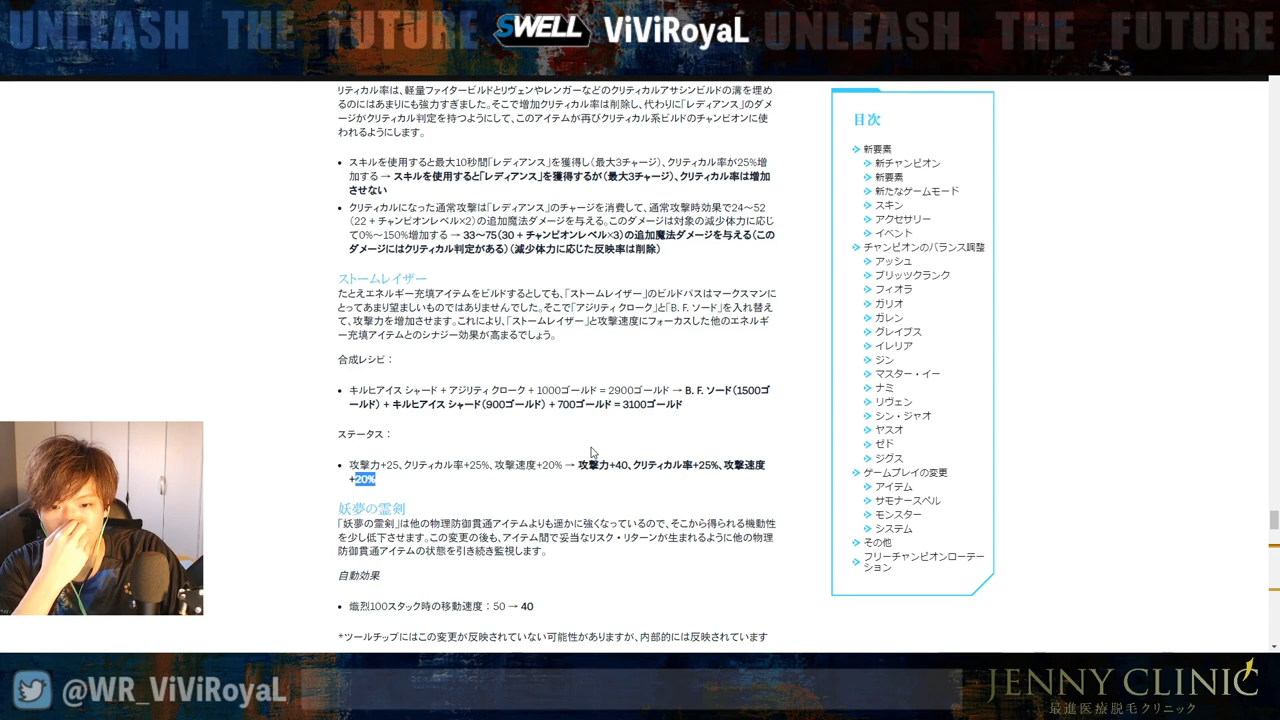 UNLEASH THE FUTURE SWELL ViViRoyaL UNLEASH THE FUTURE
リティカル率は、軽量ファイタービルドとリヴェンやレンガーなどのクリティカルアサシンビルドの溝を埋め
るのにはあまりにも強力すぎました。そこで増加クリティカル率は削除し、代わりに「レディアンス」のダメ
ージがクリティカル判定を持つようにして、このアイテムが再びクリティカル系ビルドのチャンピオンに使
われるようにします。
• スキルを使用すると最大10秒間「レディアンス」を獲得し（最大3チャージ）、クリティカル率が25%増
加する → スキルを使用すると「レディアンス」を獲得するが（最大3チャージ）、クリティカル率は増加
させない
• クリティカルになった通常攻撃は「レディアンス」のチャージを消費して、通常攻撃時効果で24～52
（22 + チャンピオンレベル×2）の追加魔法ダメージを与える。このダメージは対象の減少体力に応じ
て0%～150%増加する → 33～75（30 + チャンピオンレベル×3）の追加魔法ダメージを与える（この
ダメージにはクリティカル判定がある）（減少体力に応じた反映率は削除）
ストームレイザー
たとえエネルギー充填アイテムをビルドするとしても、「ストームレイザー」のビルドパスはマークスマンに
とってあまり望ましいものではありませんでした。そこで「アジリティ クローク」と「B. F. ソード」を入れ替え
て、攻撃力を増加させます。これにより、「ストームレイザー」と攻撃速度にフォーカスした他のエネルギ
ー充填アイテムとのシナジー効果が高まるでしょう。
合成レシピ：
• キルヒアイス シャード + アジリティ クローク + 1000ゴールド = 2900ゴールド → B. F. ソード（1500ゴ
ールド） + キルヒアイス シャード（900ゴールド） + 700ゴールド = 3100ゴールド
ステータス：
• 攻撃力+25、クリティカル率+25%、攻撃速度+20% → 攻撃力+40、クリティカル率+25%、攻撃速度
+20%
妖夢の霊剣
「妖夢の霊剣」は他の物理防御貫通アイテムよりも遥かに強くなっているので、そこから得られる機動性
を少し低下させます。この変更の後も、アイテム間で妥当なリスク・リターンが生まれるように他の物理
防御貫通アイテムの状態を引き続き監視します。
自動効果
• 熾烈100スタック時の移動速度：50 → 40
*ツールチップにはこの変更が反映されていない可能性がありますが、内部的には反映されています
目次
新要素
新チャンピオン
新要素
新たなゲームモード
スキン
アクセサリー
イベント
チャンピオンのバランス調整
アッシュ
ブリッツクランク
フィオラ
ガリオ
ガレン
グレイブス
イレリア
ジン
マスター・イー
ナミ
リヴェン
シン・ジャオ
ヤスオ
ゼド
ジグス
ゲームプレイの変更
アイテム
サモナースペル
モンスター
システム
その他
フリーチャンピオンローテー
ション
@WR_ViViRoyaL
JENNY CLINIC
最進医療脱毛クリニック